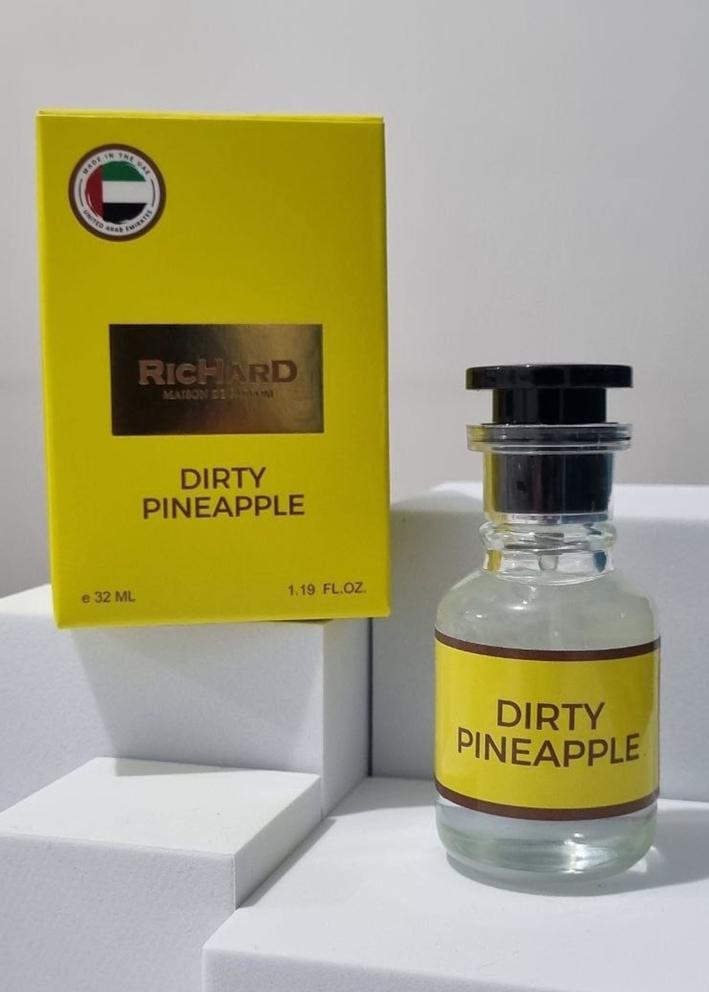 MADE IN THE UAE
UNITED ARAB EMIRATES
RICHARD
MAISON DE PARFUM
DIRTY
PINEAPPLE
e 32 ML
1.19 FL.OZ.
DIRTY
PINEAPPLE